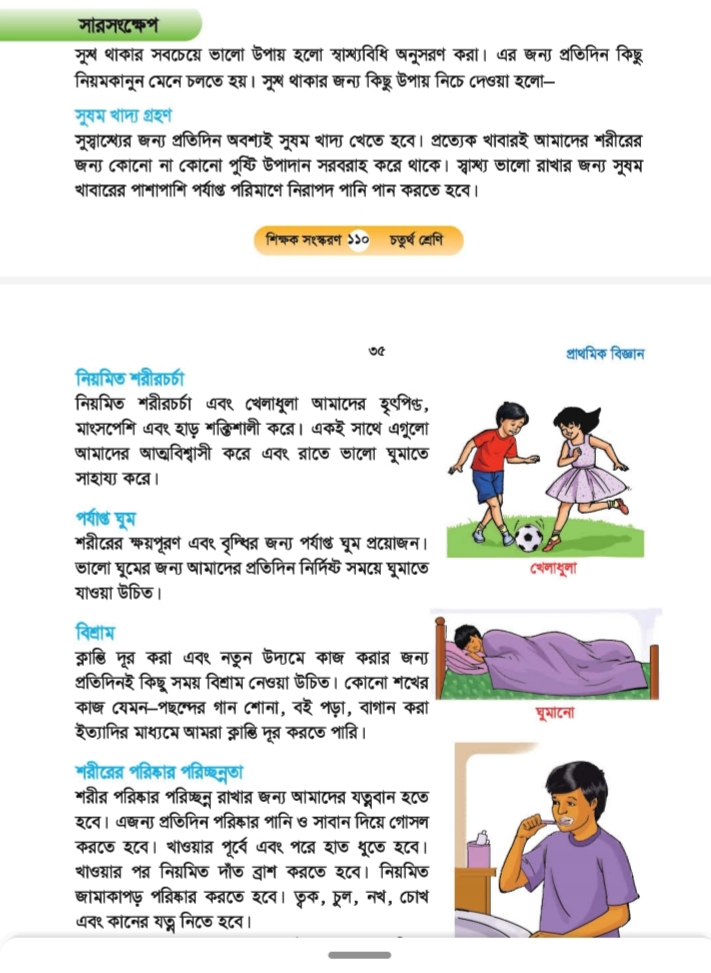 সারসংক্ষেপ
সুস্থ থাকার সবচেয়ে ভালো উপায় হলো স্বাস্থ্যবিধি অনুসরণ করা। এর জন্য প্রতিদিন কিছু
নিয়মকানুন মেনে চলতে হয়। সুস্থ থাকার জন্য কিছু উপায় নিচে দেওয়া হলো—
সুষম খাদ্য গ্রহণ
সুস্বাস্থ্যের জন্য প্রতিদিন অবশ্যই সুষম খাদ্য খেতে হবে। প্রত্যেক খাবারই আমাদের শরীরের
জন্য কোনো না কোনো পুষ্টি উপাদান সরবরাহ করে থাকে। স্বাস্থ্য ভালো রাখার জন্য সুষম
খাবারের পাশাপাশি পর্যাপ্ত পরিমাণে নিরাপদ পানি পান করতে হবে।
শিক্ষক সংস্করণ ১১০ চতুর্থ শ্রেণি
৩৫ প্রাথমিক বিজ্ঞান
নিয়মিত শরীরচর্চা
নিয়মিত শরীরচর্চা এবং খেলাধুলা আমাদের হৃৎপিণ্ড,
মাংসপেশি এবং হাড় শক্তিশালী করে। একই সাথে এগুলো
আমাদের আত্মবিশ্বাসী করে এবং রাতে ভালো ঘুমাতে
সাহায্য করে।
খেলাধুলা
পর্যাপ্ত ঘুম
শরীরের ক্ষয়পূরণ এবং বৃদ্ধির জন্য পর্যাপ্ত ঘুম প্রয়োজন।
ভালো ঘুমের জন্য আমাদের প্রতিদিন নির্দিষ্ট সময়ে ঘুমাতে
যাওয়া উচিত।
বিশ্রাম
ক্লান্তি দূর করা এবং নতুন উদ্যমে কাজ করার জন্য
প্রতিদিনই কিছু সময় বিশ্রাম নেওয়া উচিত। কোনো শখের
কাজ যেমন—পছন্দের গান শোনা, বই পড়া, বাগান করা
ইত্যাদির মাধ্যমে আমরা ক্লান্তি দূর করতে পারি।
ঘুমানো
শরীরের পরিষ্কার পরিচ্ছন্নতা
শরীর পরিষ্কার পরিচ্ছন্ন রাখার জন্য আমাদের যত্নবান হতে
হবে। এজন্য প্রতিদিন পরিষ্কার পানি ও সাবান দিয়ে গোসল
করতে হবে। খাওয়ার পূর্বে এবং পরে হাত ধুতে হবে।
খাওয়ার পর নিয়মিত দাঁত ব্রাশ করতে হবে। নিয়মিত
জামাকাপড় পরিষ্কার করতে হবে। ত্বক, চুল, নখ, চোখ
এবং কানের যত্ন নিতে হবে।